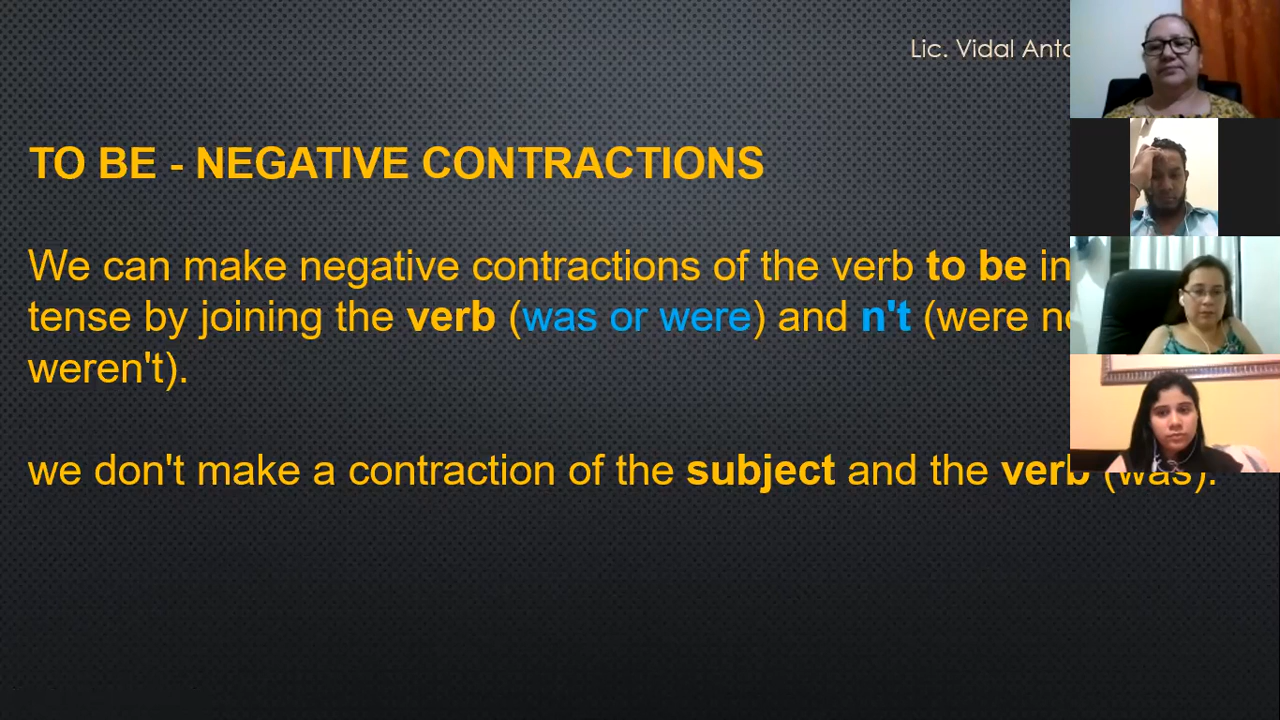 Lic. Vidal
TO BE - NEGATIVE CONTRACTIONS
We can make negative contractions of the verb to be in
tense by joining the verb (was or were) and n't (were
weren't).
we don't make a contraction of the subject and the verb (was).